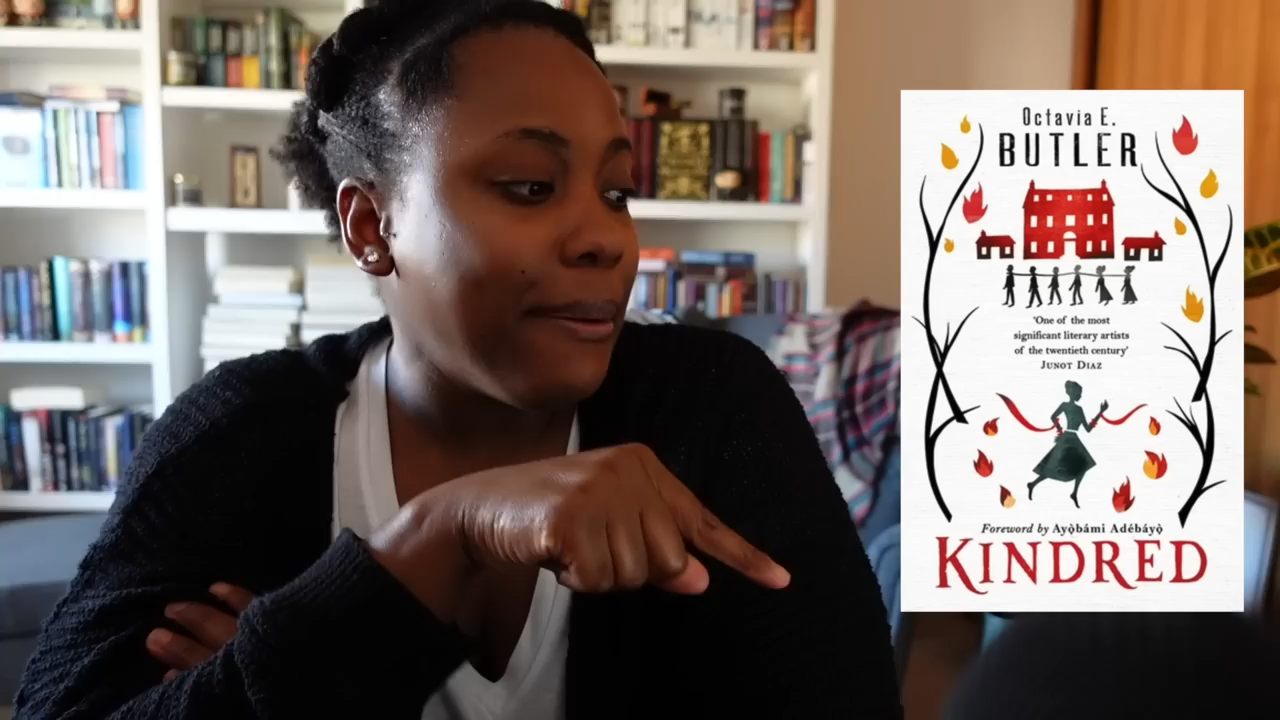 Octavia E.
BUTLER
'One of the most
significant literary artists
of the twentieth century'
JUNOT DIAZ
Foreword by Ayọ̀bámi Adébáyọ̀
KINDRED